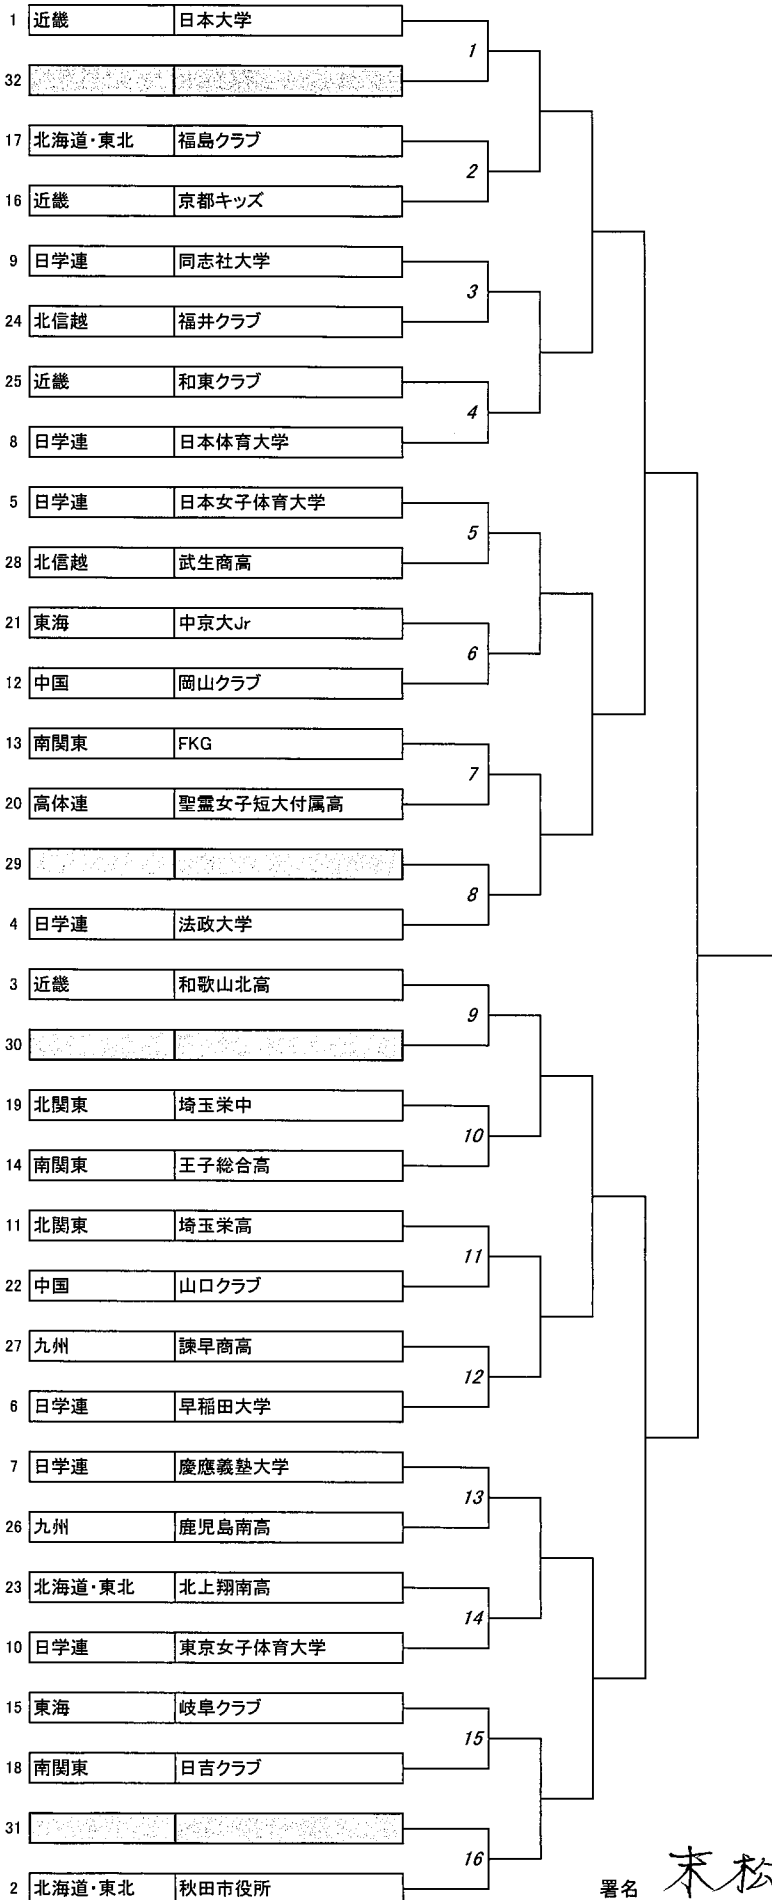 1 近畿 日本大学
1
32
17 北海道・東北 福島クラブ
2
16 近畿 京都キッズ
9 日学連 同志社大学
3
24 北信越 福井クラブ
25 近畿 和東クラブ
4
8 日学連 日本体育大学
5 日学連 日本女子体育大学
5
28 北信越 武生商高
21 東海 中京大Jr
6
12 中国 岡山クラブ
13 南関東 FKG
7
20 高体連 聖霊女子短大付属高
29
8
4 日学連 法政大学
3 近畿 和歌山北高
9
30
19 北関東 埼玉栄中
10
14 南関東 王子総合高
11 北関東 埼玉栄高
11
22 中国 山口クラブ
27 九州 諫早商高
12
6 日学連 早稲田大学
7 日学連 慶應義塾大学
13
26 九州 鹿児島南高
23 北海道・東北 北上翔南高
14
10 日学連 東京女子体育大学
15 東海 岐阜クラブ
15
18 南関東 日吉クラブ
31
16
2 北海道・東北 秋田市役所
署名 末松